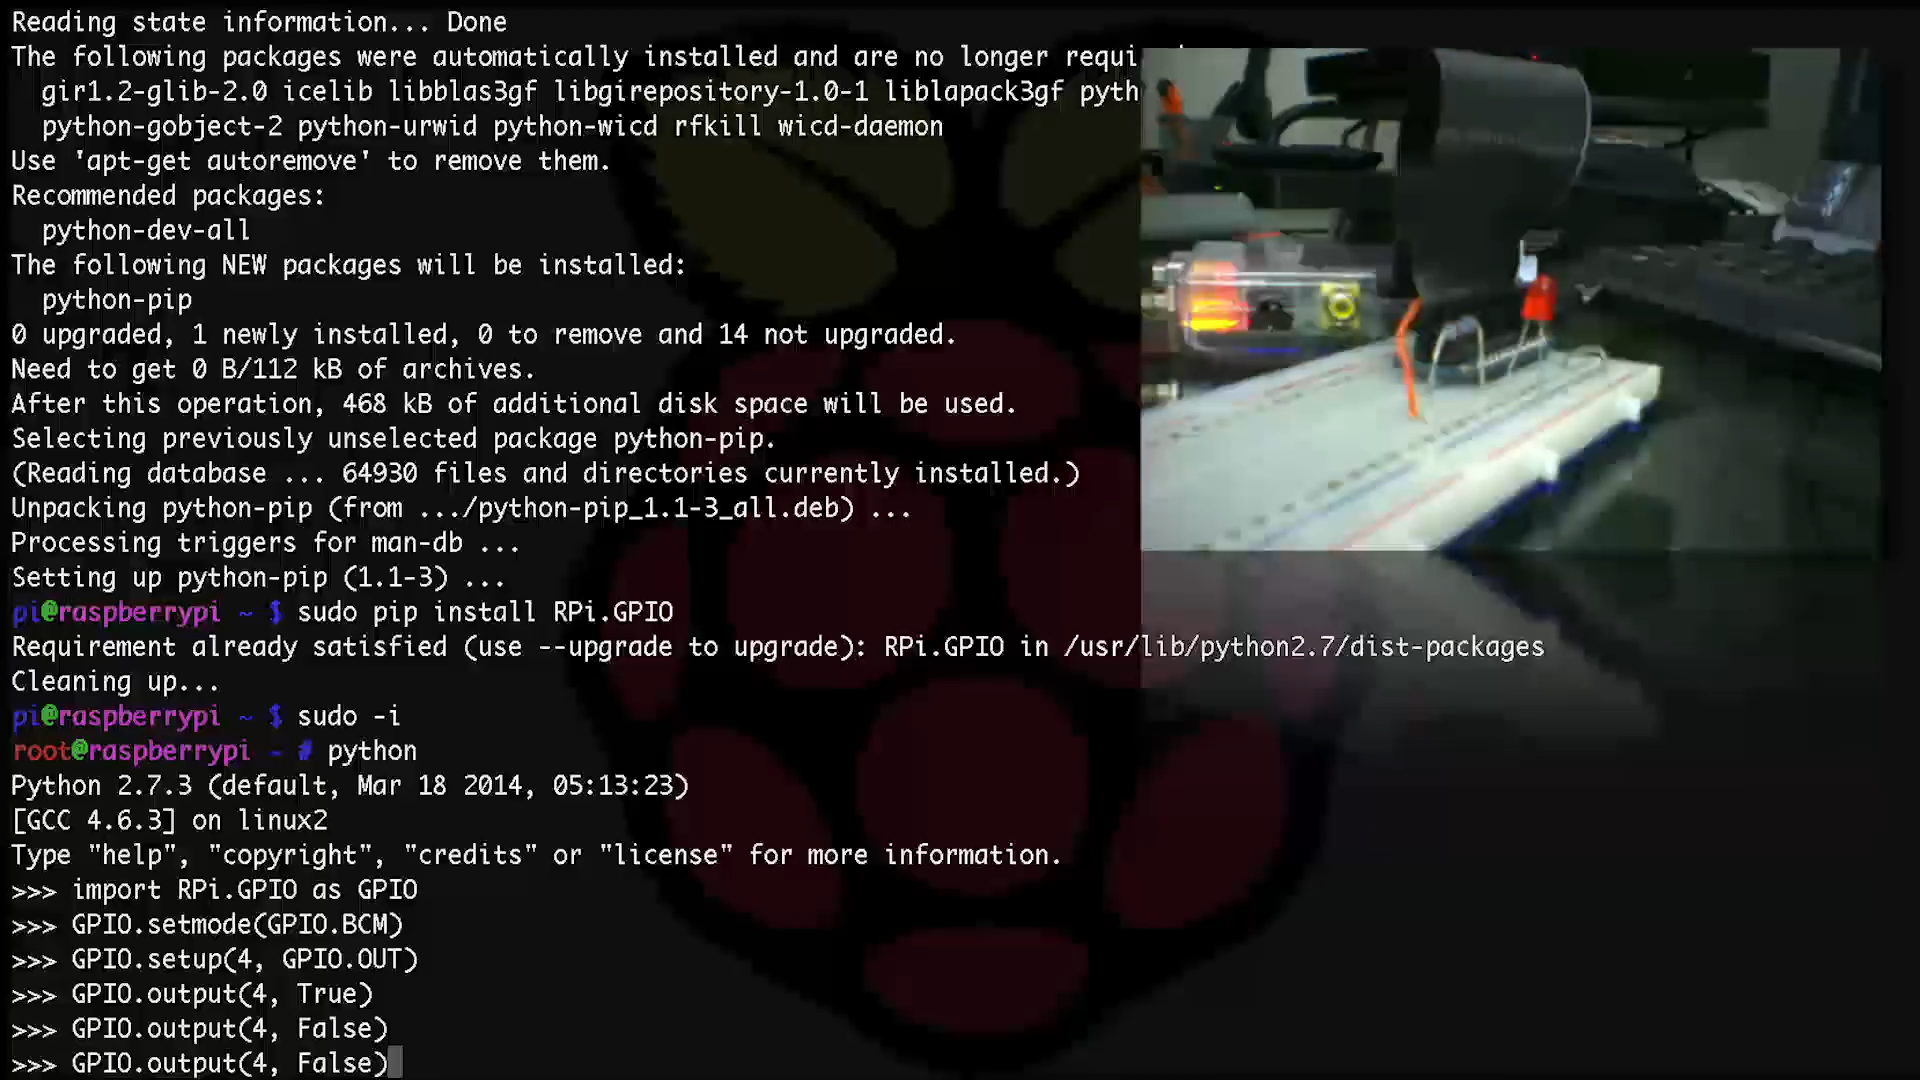 Reading state information... Done
The following packages were automatically installed and are no longer requi
gir1.2-glib-2.0 icelib libblas3gf libgirepository-1.0-1 liblapack3gf pyth
python-gobject-2 python-urwid python-wicd rfkill wicd-daemon
Use 'apt-get autoremove' to remove them.
Recommended packages:
python-dev-all
The following NEW packages will be installed:
python-pip
0 upgraded, 1 newly installed, 0 to remove and 14 not upgraded.
Need to get 0 B/112 kB of archives.
After this operation, 468 kB of additional disk space will be used.
Selecting previously unselected package python-pip.
(Reading database ... 64930 files and directories currently installed.)
Unpacking python-pip (from .../python-pip_1.1-3_all.deb) ...
Processing triggers for man-db ...
Setting up python-pip (1.1-3) ...
pi@raspberrypi ~ $ sudo pip install RPi.GPIO
Requirement already satisfied (use --upgrade to upgrade): RPi.GPIO in /usr/lib/python2.7/dist-packages
Cleaning up...
pi@raspberrypi ~ $ sudo -i
root@raspberrypi ~ # python
Python 2.7.3 (default, Mar 18 2014, 05:13:23)
[GCC 4.6.3] on linux2
Type "help", "copyright", "credits" or "license" for more information.
>>> import RPi.GPIO as GPIO
>>> GPIO.setmode(GPIO.BCM)
>>> GPIO.setup(4, GPIO.OUT)
>>> GPIO.output(4, True)
>>> GPIO.output(4, False)
>>> GPIO.output(4, False)